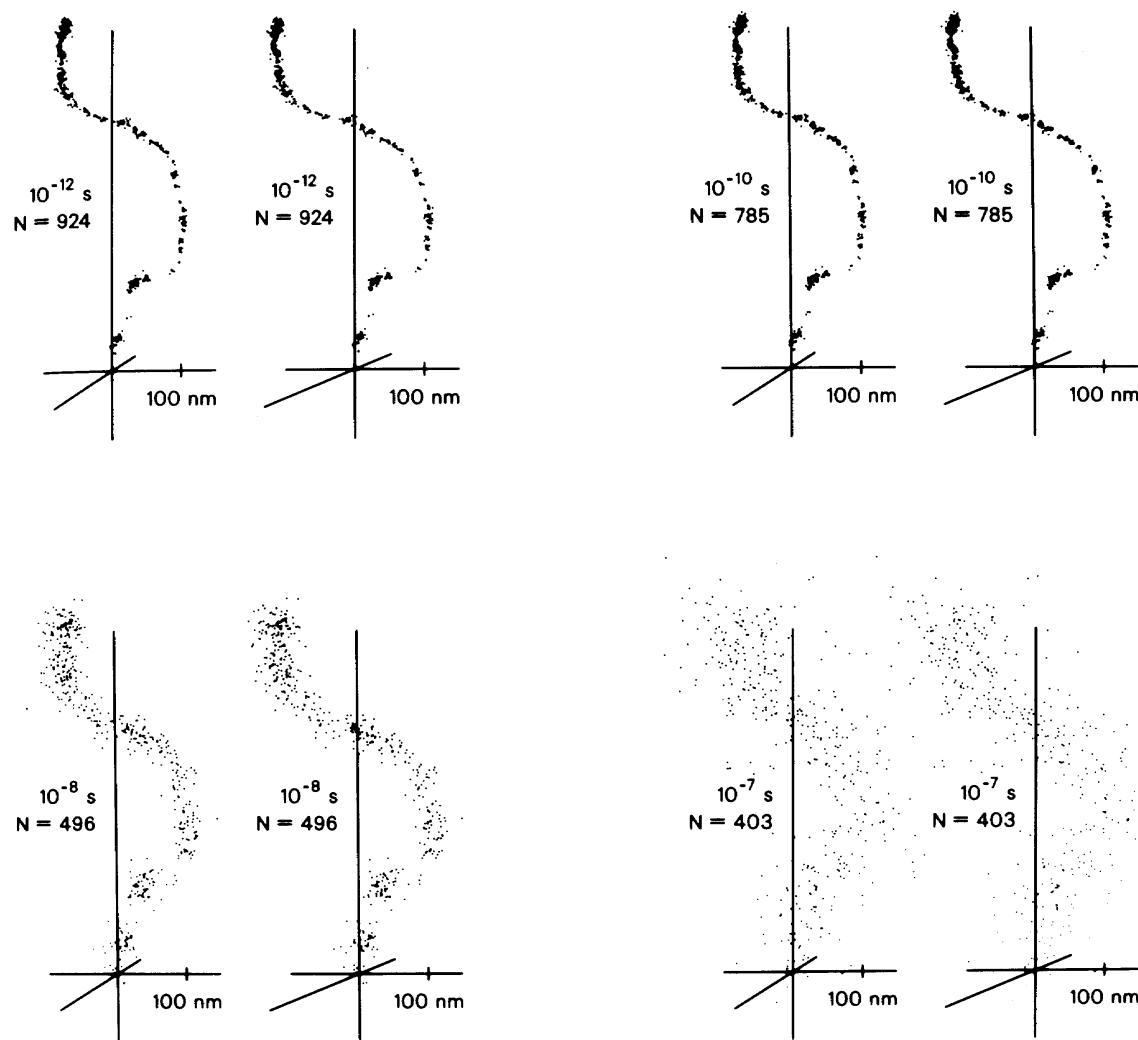 10⁻¹² s
N = 924
100 nm
10⁻¹² s
N = 924
100 nm
10⁻¹⁰ s
N = 785
100 nm
10⁻¹⁰ s
N = 785
100 nm
10⁻⁸ s
N = 496
100 nm
10⁻⁸ s
N = 496
100 nm
10⁻⁷ s
N = 403
100 nm
10⁻⁷ s
N = 403
100 nm